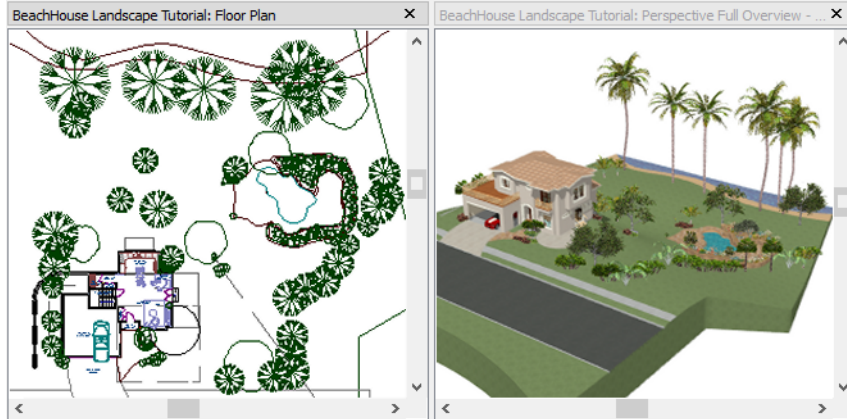 BeachHouse Landscape Tutorial: Floor Plan
BeachHouse Landscape Tutorial: Perspective Full Overview - ...